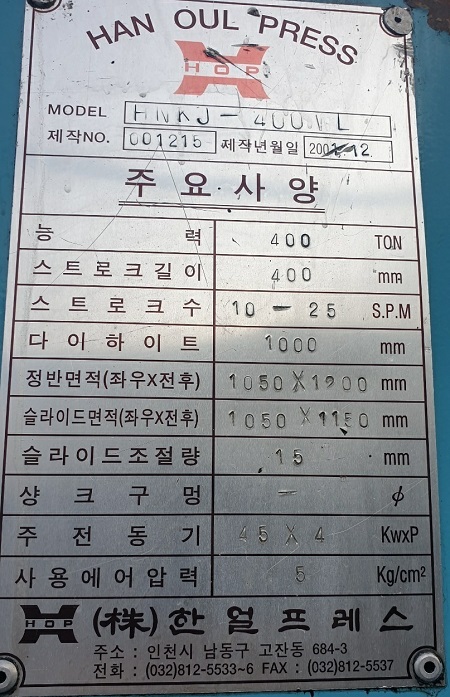 HAN OUL PRESS
HOP
MODEL HNKJ-400
제작NO. 001215 제작년월일 12
주요사양
능력 400 TON
스트로크길이 400 mm
스트로크수 10 - 25 S.P.M
다이하이트 1000 mm
정반면적(좌우X전후) 1050 X 1200 mm
슬라이드면적(좌우X전후) 1050 X 1150 mm
슬라이드조절량 15 mm
샹크구멍 - ϕ
주전동기 45 X 4 KwxP
사용에어압력 5 Kg/cm²
HOP (株) 한얼프레스
주소 : 인천시 남동구 고잔동 684-3
전화 : (032)812-5533~6 FAX : (032)812-5537